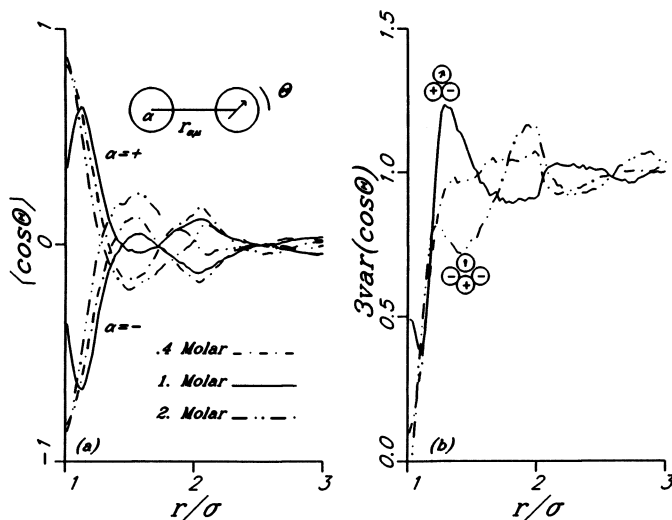 1
0
-1
⟨cosΘ⟩
α
r_αμ
Θ
α=+
α=-
.4 Molar
1. Molar
2. Molar
(a)
1 2 3
r/σ
1.5
1.0
0.5
0.0
3var(cosΘ)
+ -
- + -
(b)
1 2 3
r/σ